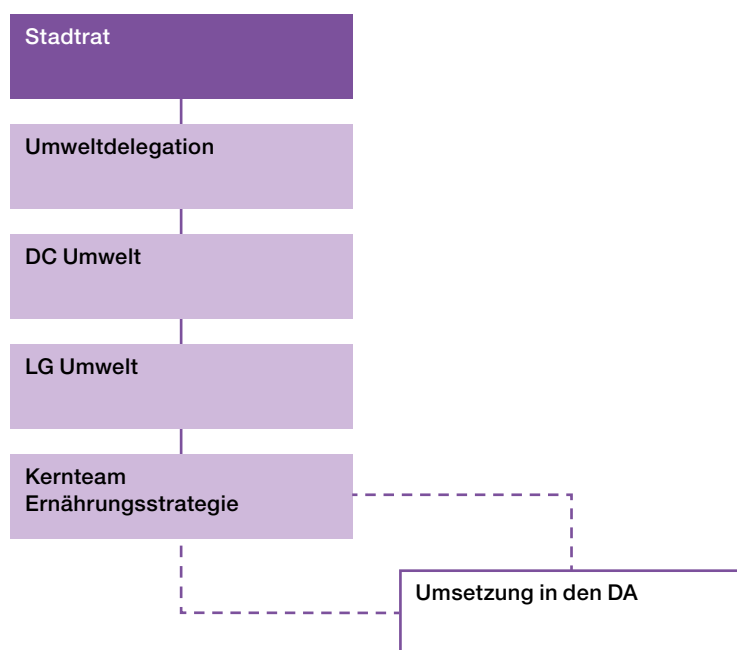 Stadtrat
Umweltdelegation
DC Umwelt
LG Umwelt
Kernteam
Ernährungsstrategie
Umsetzung in den DA